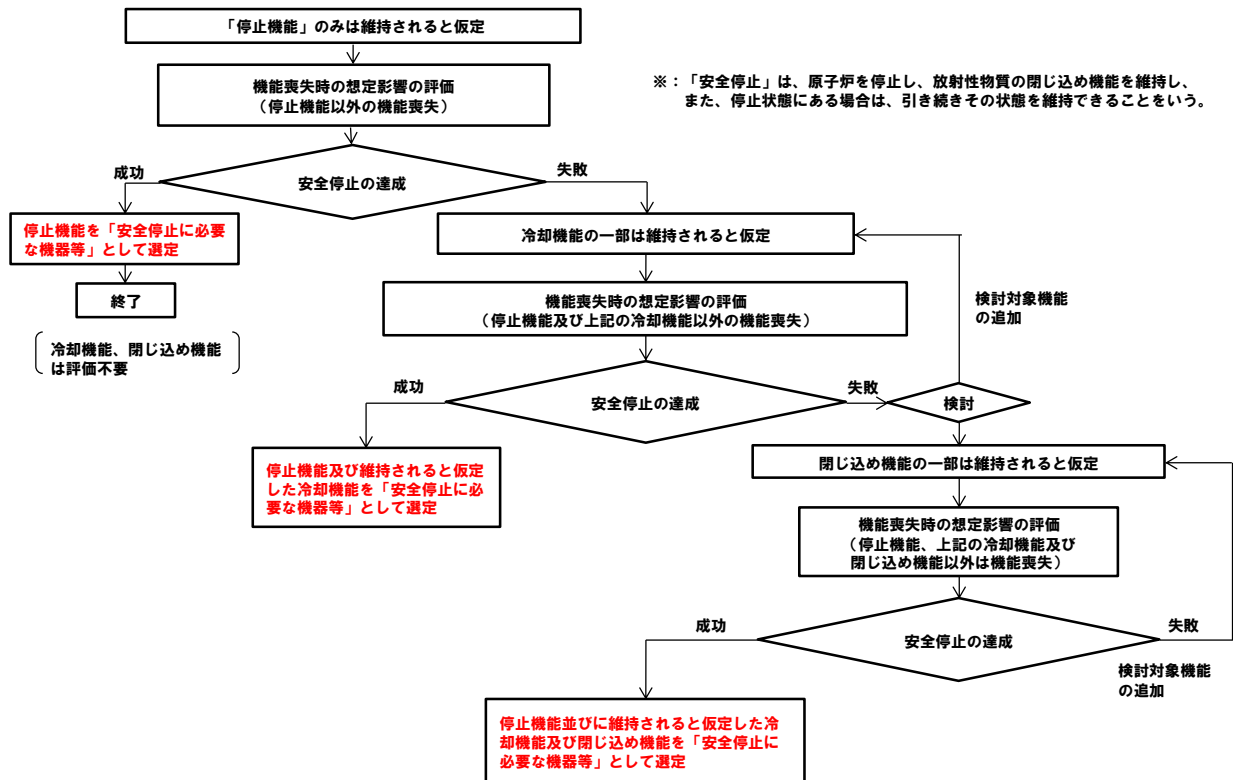 「停止機能」のみは維持されると仮定
機能喪失時の想定影響の評価
（停止機能以外の機能喪失）
※：「安全停止」は、原子炉を停止し、放射性物質の閉じ込め機能を維持し、
また、停止状態にある場合は、引き続きその状態を維持できることをいう。
成功
安全停止の達成
失敗
停止機能を「安全停止に必要
な機器等」として選定
冷却機能の一部は維持されると仮定
終了
冷却機能、閉じ込め機能
は評価不要
機能喪失時の想定影響の評価
（停止機能及び上記の冷却機能以外の機能喪失）
検討対象機能
の追加
成功
安全停止の達成
失敗
検討
停止機能及び維持されると仮定
した冷却機能を「安全停止に必
要な機器等」として選定
閉じ込め機能の一部は維持されると仮定
機能喪失時の想定影響の評価
（停止機能、上記の冷却機能及び
閉じ込め機能以外は機能喪失）
成功
安全停止の達成
失敗
検討対象機能
の追加
停止機能並びに維持されると仮定した冷
却機能及び閉じ込め機能を「安全停止に
必要な機器等」として選定